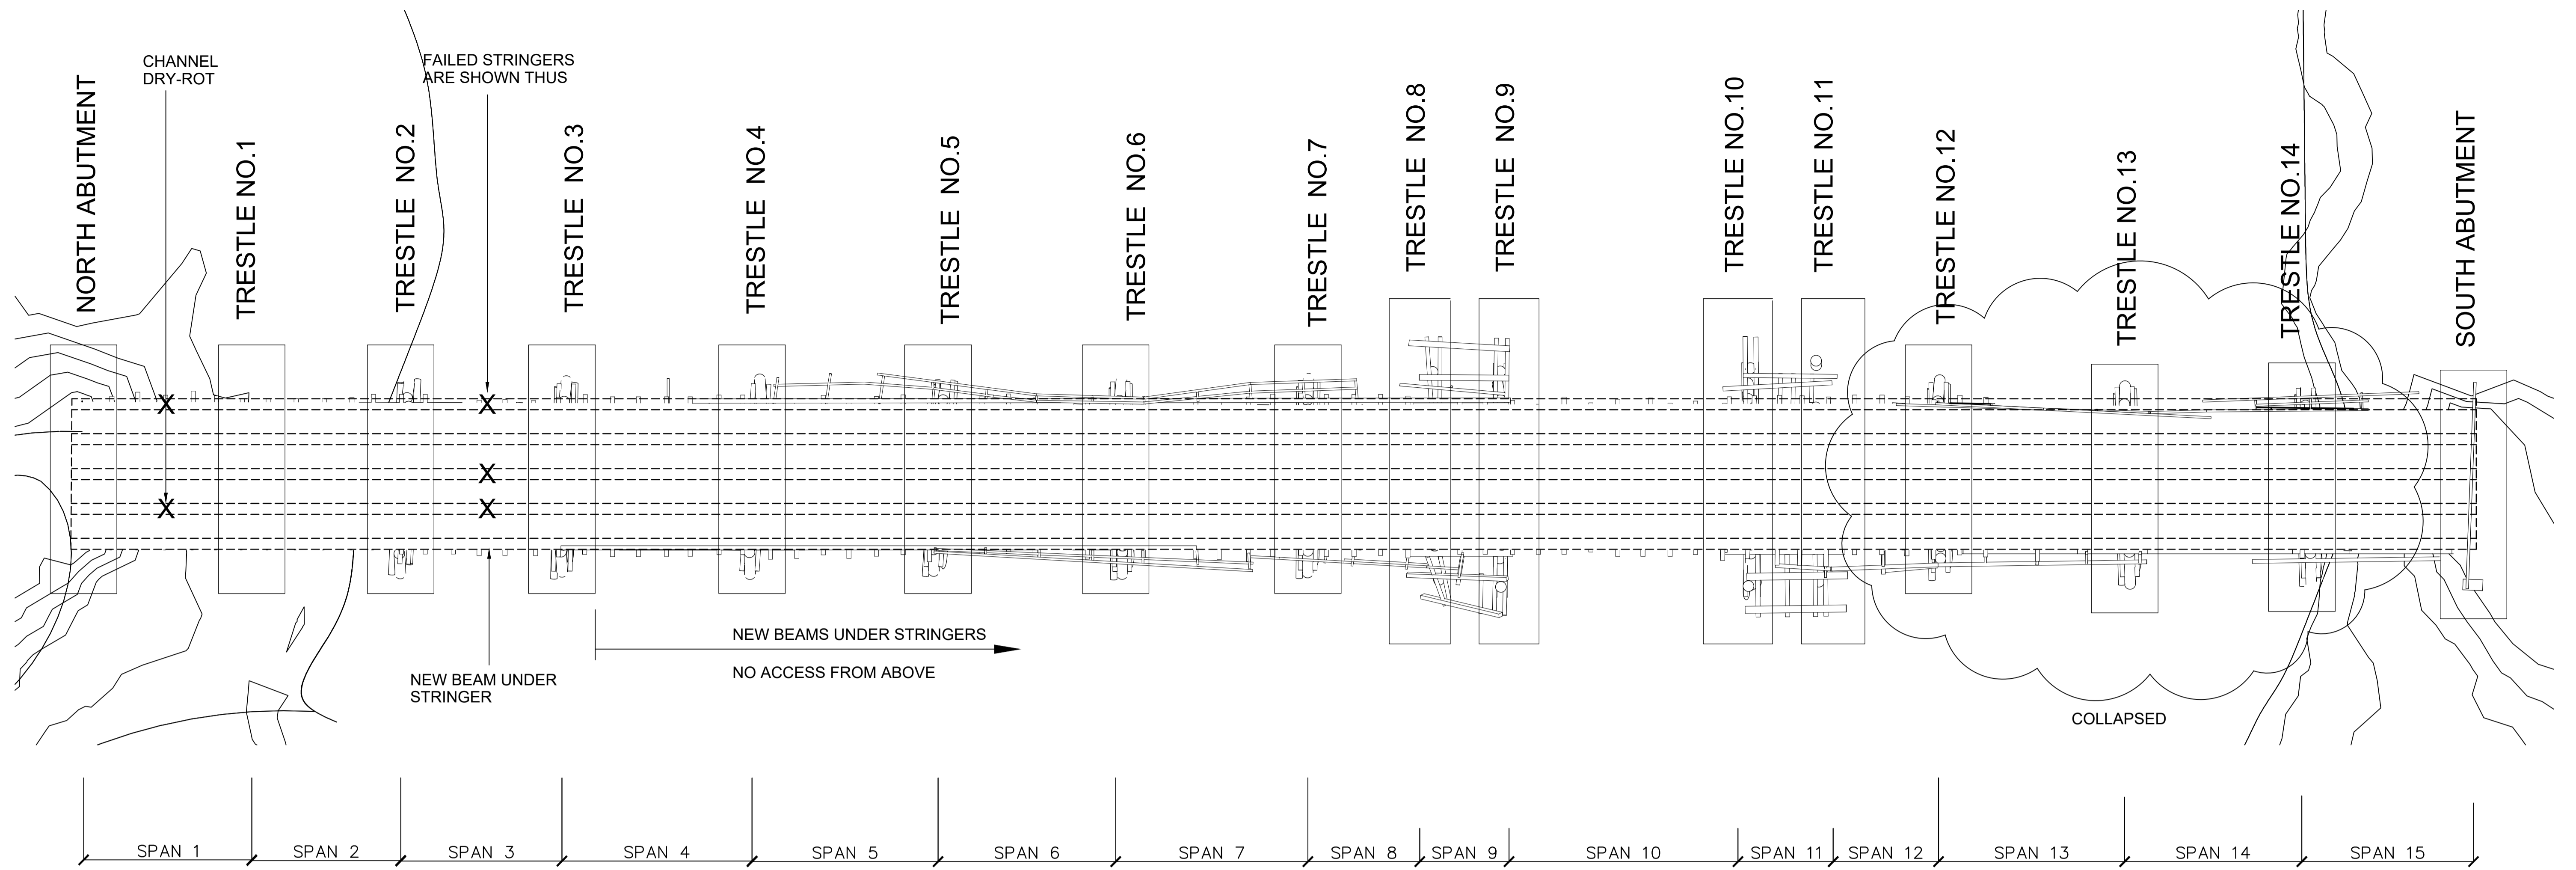 CHANNEL
DRY-ROT
FAILED STRINGERS
ARE SHOWN THUS
NORTH ABUTMENT
TRESTLE NO.1
TRESTLE NO.2
TRESTLE NO.3
TRESTLE NO.4
TRESTLE NO.5
TRESTLE NO.6
TRESTLE NO.7
TRESTLE NO.8
TRESTLE NO.9
TRESTLE NO.10
TRESTLE NO.11
TRESTLE NO.12
TRESTLE NO.13
TRESTLE NO.14
SOUTH ABUTMENT
X
X
X
X
X
NEW BEAMS UNDER STRINGERS
NO ACCESS FROM ABOVE
NEW BEAM UNDER
STRINGER
COLLAPSED
SPAN 1
SPAN 2
SPAN 3
SPAN 4
SPAN 5
SPAN 6
SPAN 7
SPAN 8
SPAN 9
SPAN 10
SPAN 11
SPAN 12
SPAN 13
SPAN 14
SPAN 15